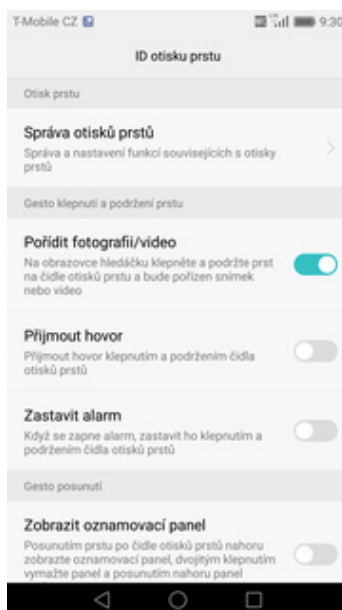 T-Mobile CZ
9:30
ID otisku prstu
Otisk prstu
Správa otisků prstů
Správa a nastavení funkcí souvisejících s otisky
prstů
Gesto klepnutí a podržení prstu
Pořídit fotografii/video
Na obrazovce hledáčku klepněte a podržte prst
na čidle otisků prstu a bude pořízen snímek
nebo video
Přijmout hovor
Přijmout hovor klepnutím a podržením čidla
otisků prstů
Zastavit alarm
Když se zapne alarm, zastavit ho klepnutím a
podržením čidla otisků prstů
Gesto posunutí
Zobrazit oznamovací panel
Posunutím prstu po čidle otisků prstů nahoru
zobrazte oznamovací panel, dvojitým klepnutím
vymažte panel a posunutím nahoru panel